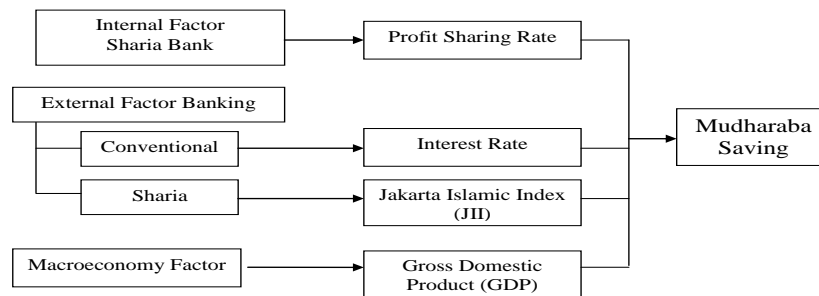 Internal Factor
Sharia Bank
Profit Sharing Rate
External Factor Banking
Conventional
Interest Rate
Mudharaba
Saving
Sharia
Jakarta Islamic Index
(JII)
Macroeconomy Factor
Gross Domestic
Product (GDP)